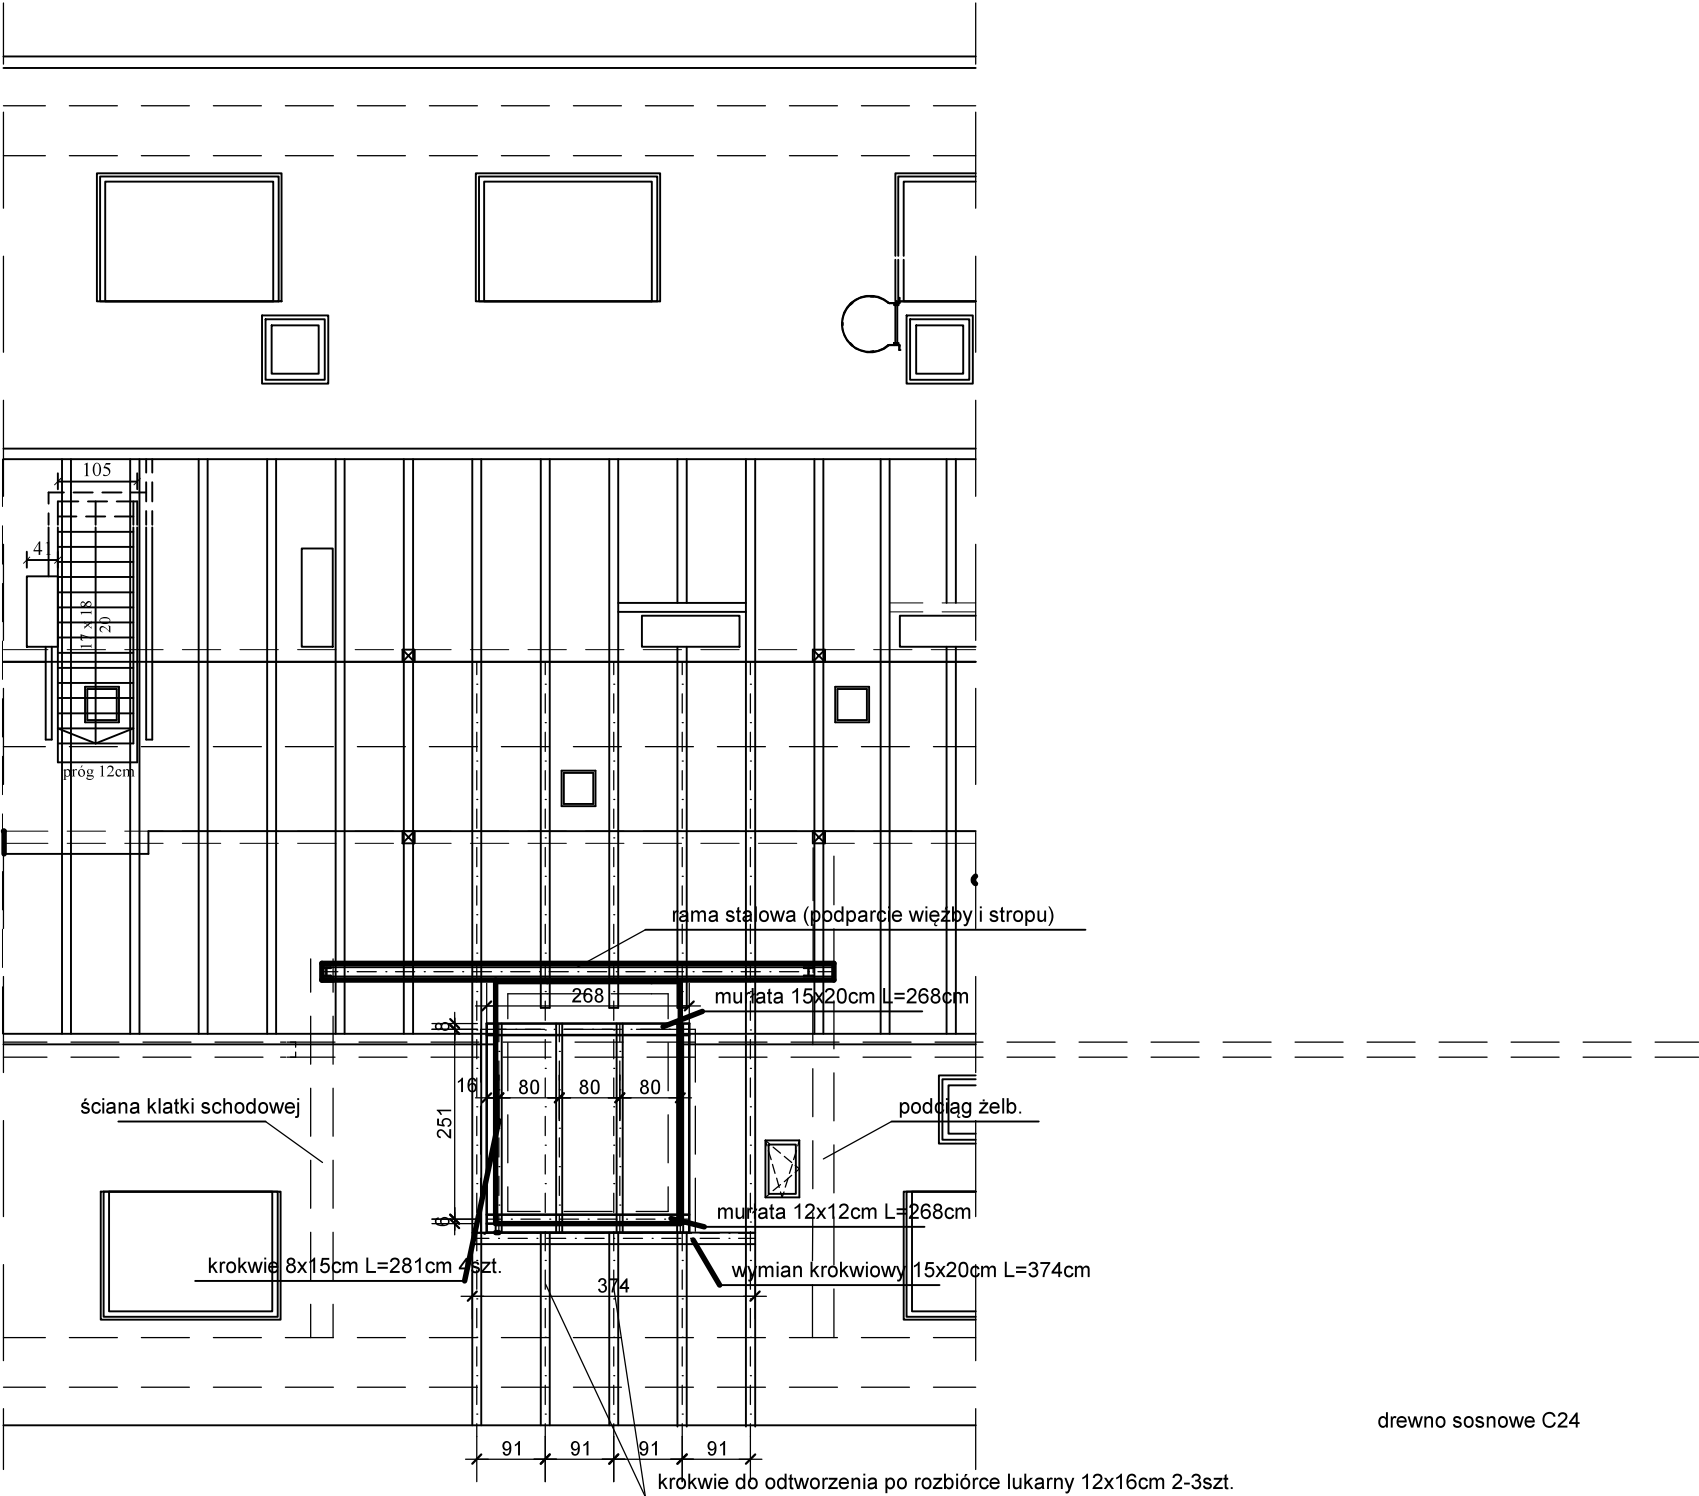 105
41
17 x 18
20
próg 12cm
rama stalowa (podparcie więźby i stropu)
268
murłata 15x20cm L=268cm
8
16
80
80
80
251
ściana klatki schodowej
podciąg żelb.
murłata 12x12cm L=268cm
6
krokwie 8x15cm L=281cm 4szt.
wymian krokwiowy 15x20cm L=374cm
374
drewno sosnowe C24
91
91
91
91
krokwie do odtworzenia po rozbiórce lukarny 12x16cm 2-3szt.